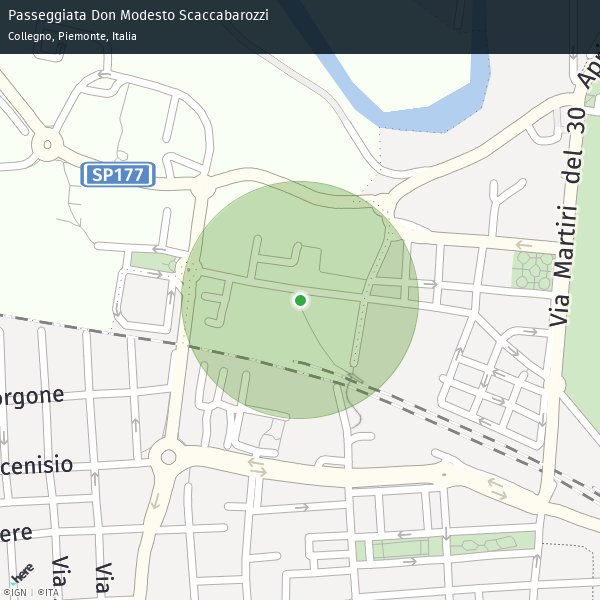 Passeggiata Don Modesto Scaccabarozzi
Collegno, Piemonte, Italia
SP177
Via Martiri del 30 Apri
orgone
cenisio
ere
Via
Via
here
©IGN | ©ITA